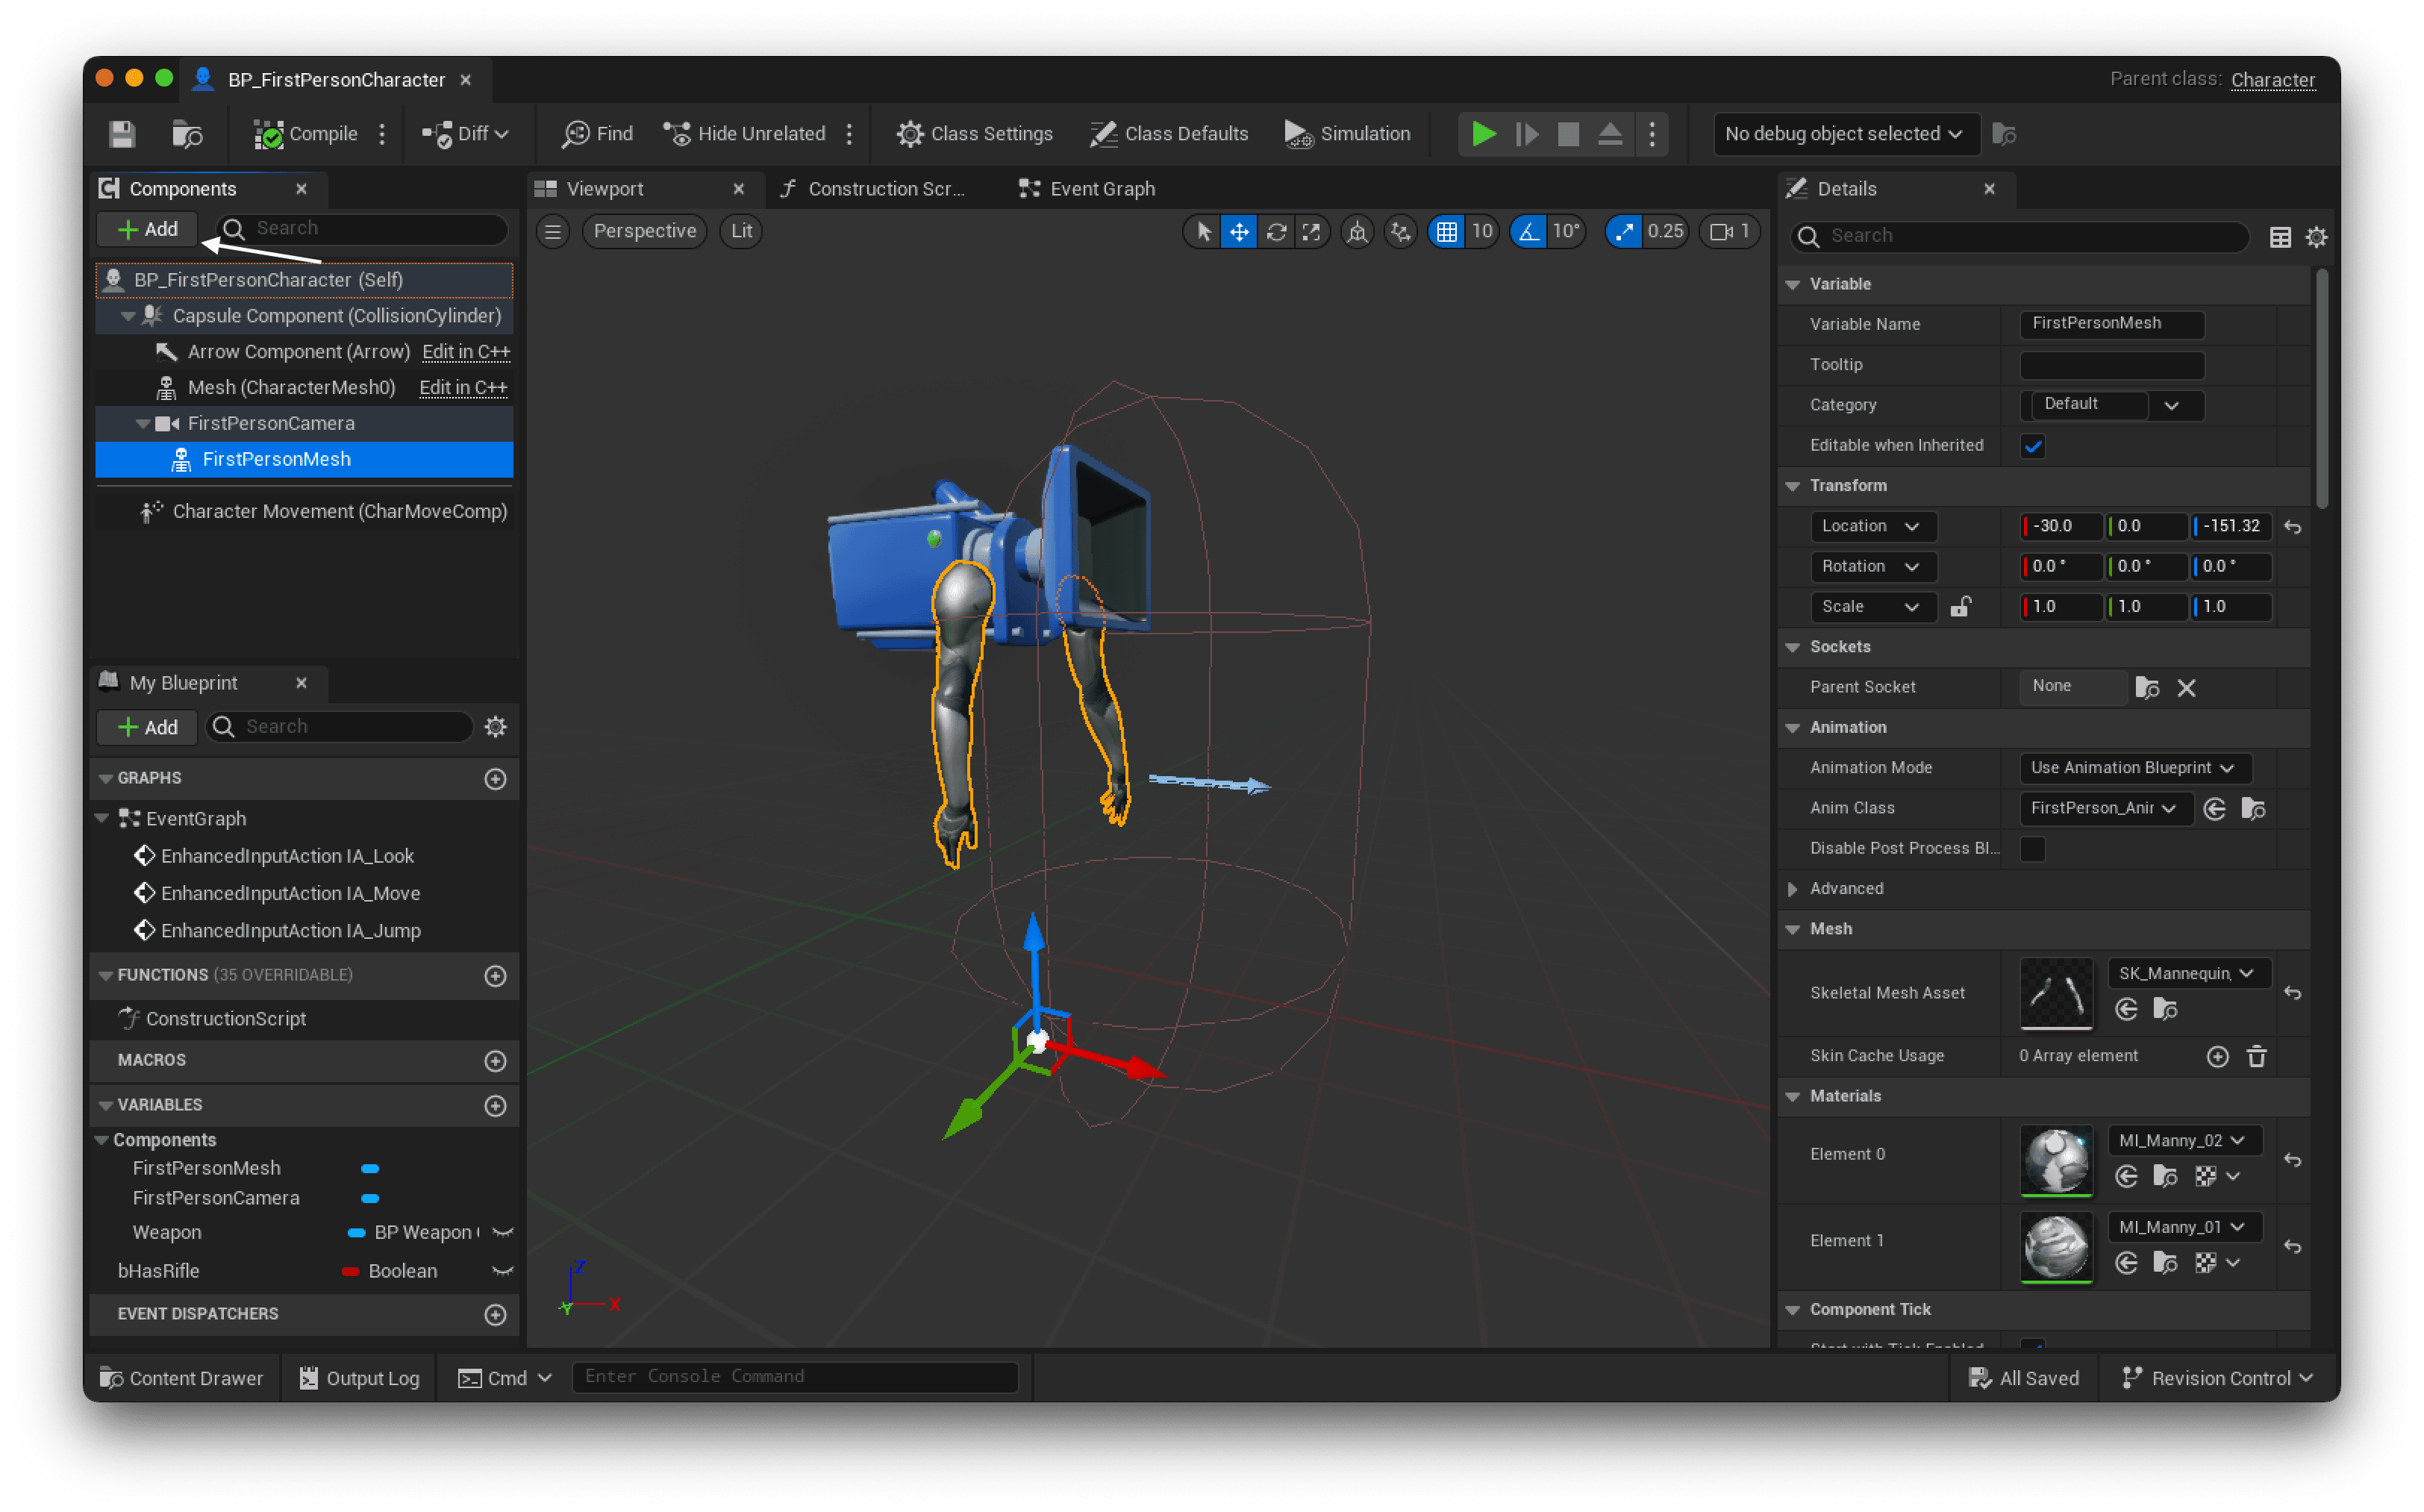 BP_FirstPersonCharacter
Parent class: Character
Compile
Diff
Find
Hide Unrelated
Class Settings
Class Defaults
Simulation
No debug object selected
Components
Add
Search
BP_FirstPersonCharacter (Self)
Capsule Component (CollisionCylinder)
Arrow Component (Arrow) Edit in C++
Mesh (CharacterMesh0) Edit in C++
FirstPersonCamera
FirstPersonMesh
Character Movement (CharMoveComp)
My Blueprint
Add
Search
GRAPHS
EventGraph
EnhancedInputAction IA_Look
EnhancedInputAction IA_Move
EnhancedInputAction IA_Jump
FUNCTIONS (35 OVERRIDABLE)
ConstructionScript
MACROS
VARIABLES
Components
FirstPersonMesh
FirstPersonCamera
Weapon BP Weapon
bHasRifle Boolean
EVENT DISPATCHERS
Viewport
Construction Scr...
Event Graph
Perspective
Lit
10
10°
0.25
1
Z
Y
X
Details
Search
Variable
Variable Name FirstPersonMesh
Tooltip
Category Default
Editable when Inherited
Transform
Location -30.0 0.0 -151.32
Rotation 0.0 ° 0.0 ° 0.0 °
Scale 1.0 1.0 1.0
Sockets
Parent Socket None
Animation
Animation Mode Use Animation Blueprint
Anim Class FirstPerson_Anir
Disable Post Process Bl...
Advanced
Mesh
Skeletal Mesh Asset SK_Mannequin_
Skin Cache Usage 0 Array element
Materials
Element 0 MI_Manny_02
Element 1 MI_Manny_01
Component Tick
Start with Tick Enabled
Content Drawer
Output Log
Cmd
Enter Console Command
All Saved
Revision Control